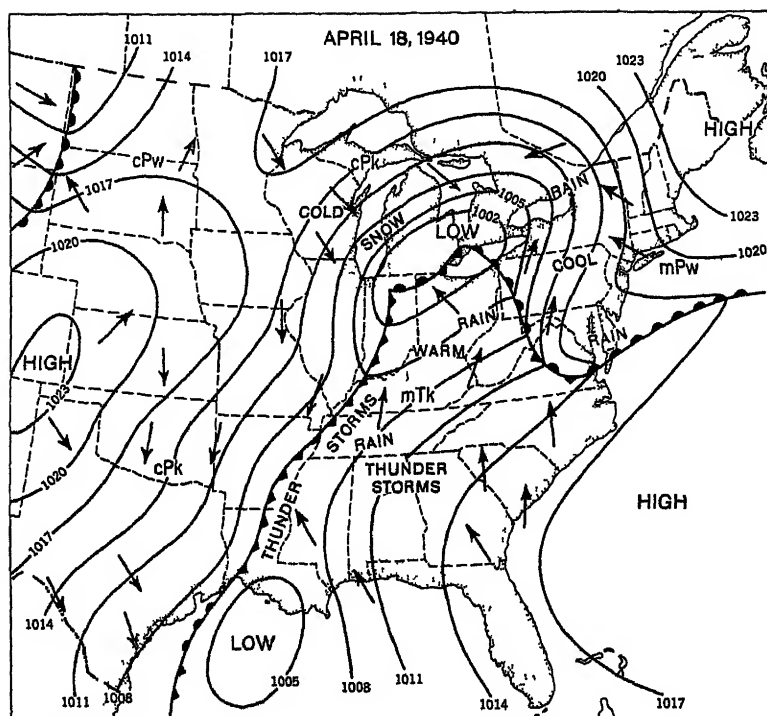 APRIL 18, 1940
1011
1014
1017
1020
1023
HIGH
cPw
cPk
1017
COLD
SNOW
1005
RAIN
1002
LOW
1023
1020
COOL
mPw
1020
RAIN
WARM
RAIN
HIGH
1023
mTk
STORMS
RAIN
1020
cPk
THUNDER
STORMS
THUNDER
HIGH
1017
1014
LOW
1011
1008
1005
1008
1011
1014
1017